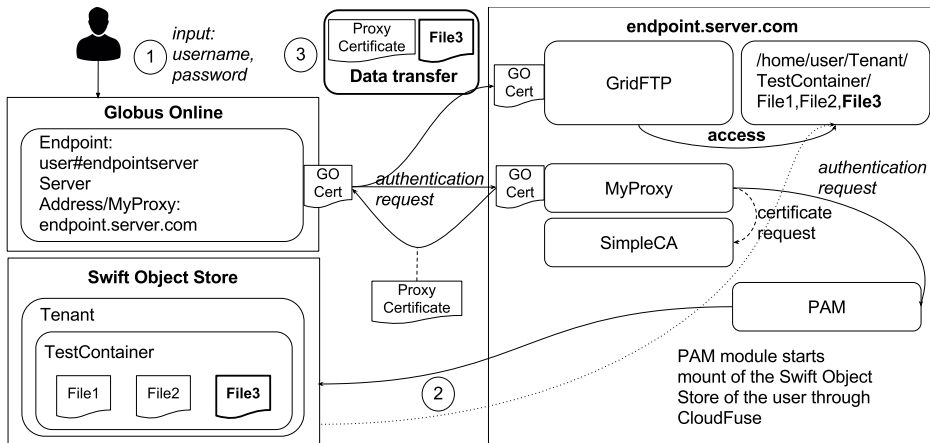 1
input:
username,
password
3
Proxy
Certificate
File3
Data transfer
endpoint.server.com
GO
Cert
GridFTP
/home/user/Tenant/
TestContainer/
File1,File2,File3
access
Globus Online
Endpoint:
user#endpointserver
Server
Address/MyProxy:
endpoint.server.com
GO
Cert
authentication
request
GO
Cert
MyProxy
authentication
request
certificate
request
SimpleCA
Proxy
Certificate
Swift Object Store
Tenant
TestContainer
File1
File2
File3
2
PAM
PAM module starts
mount of the Swift Object
Store of the user through
CloudFuse